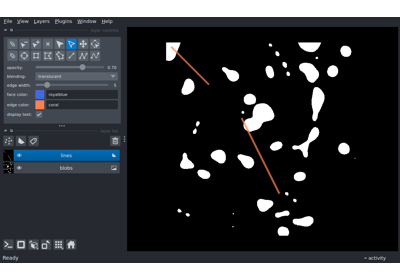 File View Layers Plugins Window Help
opacity: 0.70
blending: translucent
edge width: 5
face color: royalblue
edge color: coral
display text: ✓
lines
blobs
Ready
activity